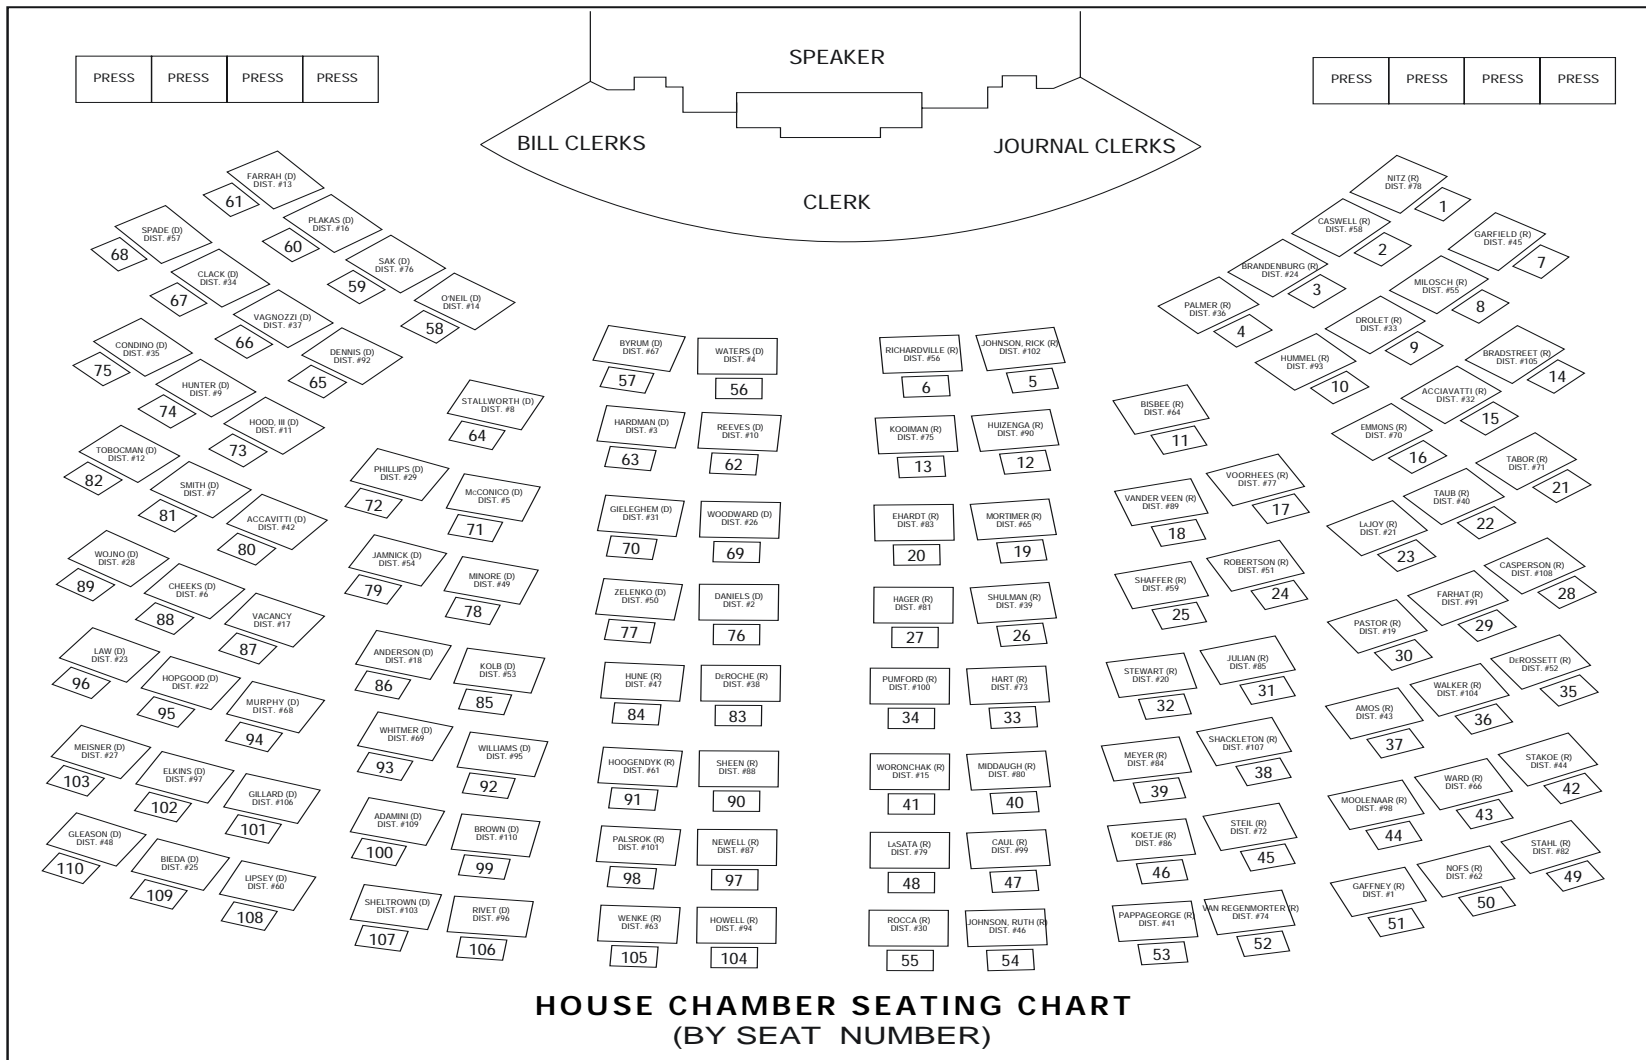 SPEAKER
PRESS PRESS PRESS PRESS
PRESS PRESS PRESS PRESS
BILL CLERKS
JOURNAL CLERKS
CLERK
FARRAH (D)
DIST. #13
61
PLAKAS (D)
DIST. #16
60
SAK (D)
DIST. #76
59
O'NEIL (D)
DIST. #14
58
SPADE (D)
DIST. #57
68
CLACK (D)
DIST. #34
67
VAGNOZZI (D)
DIST. #37
66
DENNIS (D)
DIST. #92
65
CONDINO (D)
DIST. #35
75
HUNTER (D)
DIST. #9
74
HOOD, III (D)
DIST. #11
73
TOBOCMAN (D)
DIST. #12
82
SMITH (D)
DIST. #7
81
ACCAVITTI (D)
DIST. #42
80
WOJNO (D)
DIST. #28
89
CHEEKS (D)
DIST. #6
88
VACANCY
DIST. #17
87
LAW (D)
DIST. #23
96
HOPGOOD (D)
DIST. #22
95
MURPHY (D)
DIST. #68
94
MEISNER (D)
DIST. #27
103
ELKINS (D)
DIST. #97
102
GILLARD (D)
DIST. #106
101
GLEASON (D)
DIST. #48
110
BIEDA (D)
DIST. #25
109
LIPSEY (D)
DIST. #60
108
STALLWORTH (D)
DIST. #8
64
PHILLIPS (D)
DIST. #29
72
McCONICO (D)
DIST. #5
71
JAMNICK (D)
DIST. #54
79
MINORE (D)
DIST. #49
78
ANDERSON (D)
DIST. #18
86
KOLB (D)
DIST. #53
85
WHITMER (D)
DIST. #69
93
WILLIAMS (D)
DIST. #95
92
ADAMINI (D)
DIST. #109
100
BROWN (D)
DIST. #110
99
SHELTROWN (D)
DIST. #103
107
RIVET (D)
DIST. #96
106
BYRUM (D)
DIST. #67
57
WATERS (D)
DIST. #4
56
HARDMAN (D)
DIST. #3
63
REEVES (D)
DIST. #10
62
GIELEGHEM (D)
DIST. #31
70
WOODWARD (D)
DIST. #26
69
ZELENKO (D)
DIST. #50
77
DANIELS (D)
DIST. #2
76
HUNE (R)
DIST. #47
84
DeROCHE (R)
DIST. #38
83
HOOGENDYK (R)
DIST. #61
91
SHEEN (R)
DIST. #88
90
PALSROK (R)
DIST. #101
98
NEWELL (R)
DIST. #87
97
WENKE (R)
DIST. #63
105
HOWELL (R)
DIST. #94
104
RICHARDVILLE (R)
DIST. #56
6
JOHNSON, RICK (R)
DIST. #102
5
KOOIMAN (R)
DIST. #75
13
HUIZENGA (R)
DIST. #90
12
EHARDT (R)
DIST. #83
20
MORTIMER (R)
DIST. #65
19
HAGER (R)
DIST. #81
27
SHULMAN (R)
DIST. #39
26
PUMFORD (R)
DIST. #100
34
HART (R)
DIST. #73
33
WORONCHAK (R)
DIST. #15
41
MIDDAUGH (R)
DIST. #80
40
LaSATA (R)
DIST. #79
48
CAUL (R)
DIST. #99
47
ROCCA (R)
DIST. #30
55
JOHNSON, RUTH (R)
DIST. #46
54
BISBEE (R)
DIST. #64
11
VANDER VEEN (R)
DIST. #89
18
VOORHEES (R)
DIST. #77
17
SHAFFER (R)
DIST. #59
25
ROBERTSON (R)
DIST. #51
24
STEWART (R)
DIST. #20
32
JULIAN (R)
DIST. #85
31
MEYER (R)
DIST. #84
39
SHACKLETON (R)
DIST. #107
38
KOETJE (R)
DIST. #86
46
STEIL (R)
DIST. #72
45
PAPPAGEORGE (R)
DIST. #41
53
VAN REGENMORTER (R)
DIST. #74
52
NITZ (R)
DIST. #78
1
CASWELL (R)
DIST. #58
2
BRANDENBURG (R)
DIST. #24
3
PALMER (R)
DIST. #36
4
GARFIELD (R)
DIST. #45
7
MILOSCH (R)
DIST. #55
8
DROLET (R)
DIST. #33
9
HUMMEL (R)
DIST. #93
10
BRADSTREET (R)
DIST. #105
14
ACCIAVATTI (R)
DIST. #32
15
EMMONS (R)
DIST. #70
16
TABOR (R)
DIST. #71
21
TAUB (R)
DIST. #40
22
LaJOY (R)
DIST. #21
23
CASPERSON (R)
DIST. #108
28
FARHAT (R)
DIST. #91
29
PASTOR (R)
DIST. #19
30
DeROSSETT (R)
DIST. #52
35
WALKER (R)
DIST. #104
36
AMOS (R)
DIST. #43
37
STAKOE (R)
DIST. #44
42
WARD (R)
DIST. #66
43
MOOLENAAR (R)
DIST. #98
44
STAHL (R)
DIST. #82
49
NOFS (R)
DIST. #62
50
GAFFNEY (R)
DIST. #1
51
HOUSE CHAMBER SEATING CHART
(BY SEAT NUMBER)